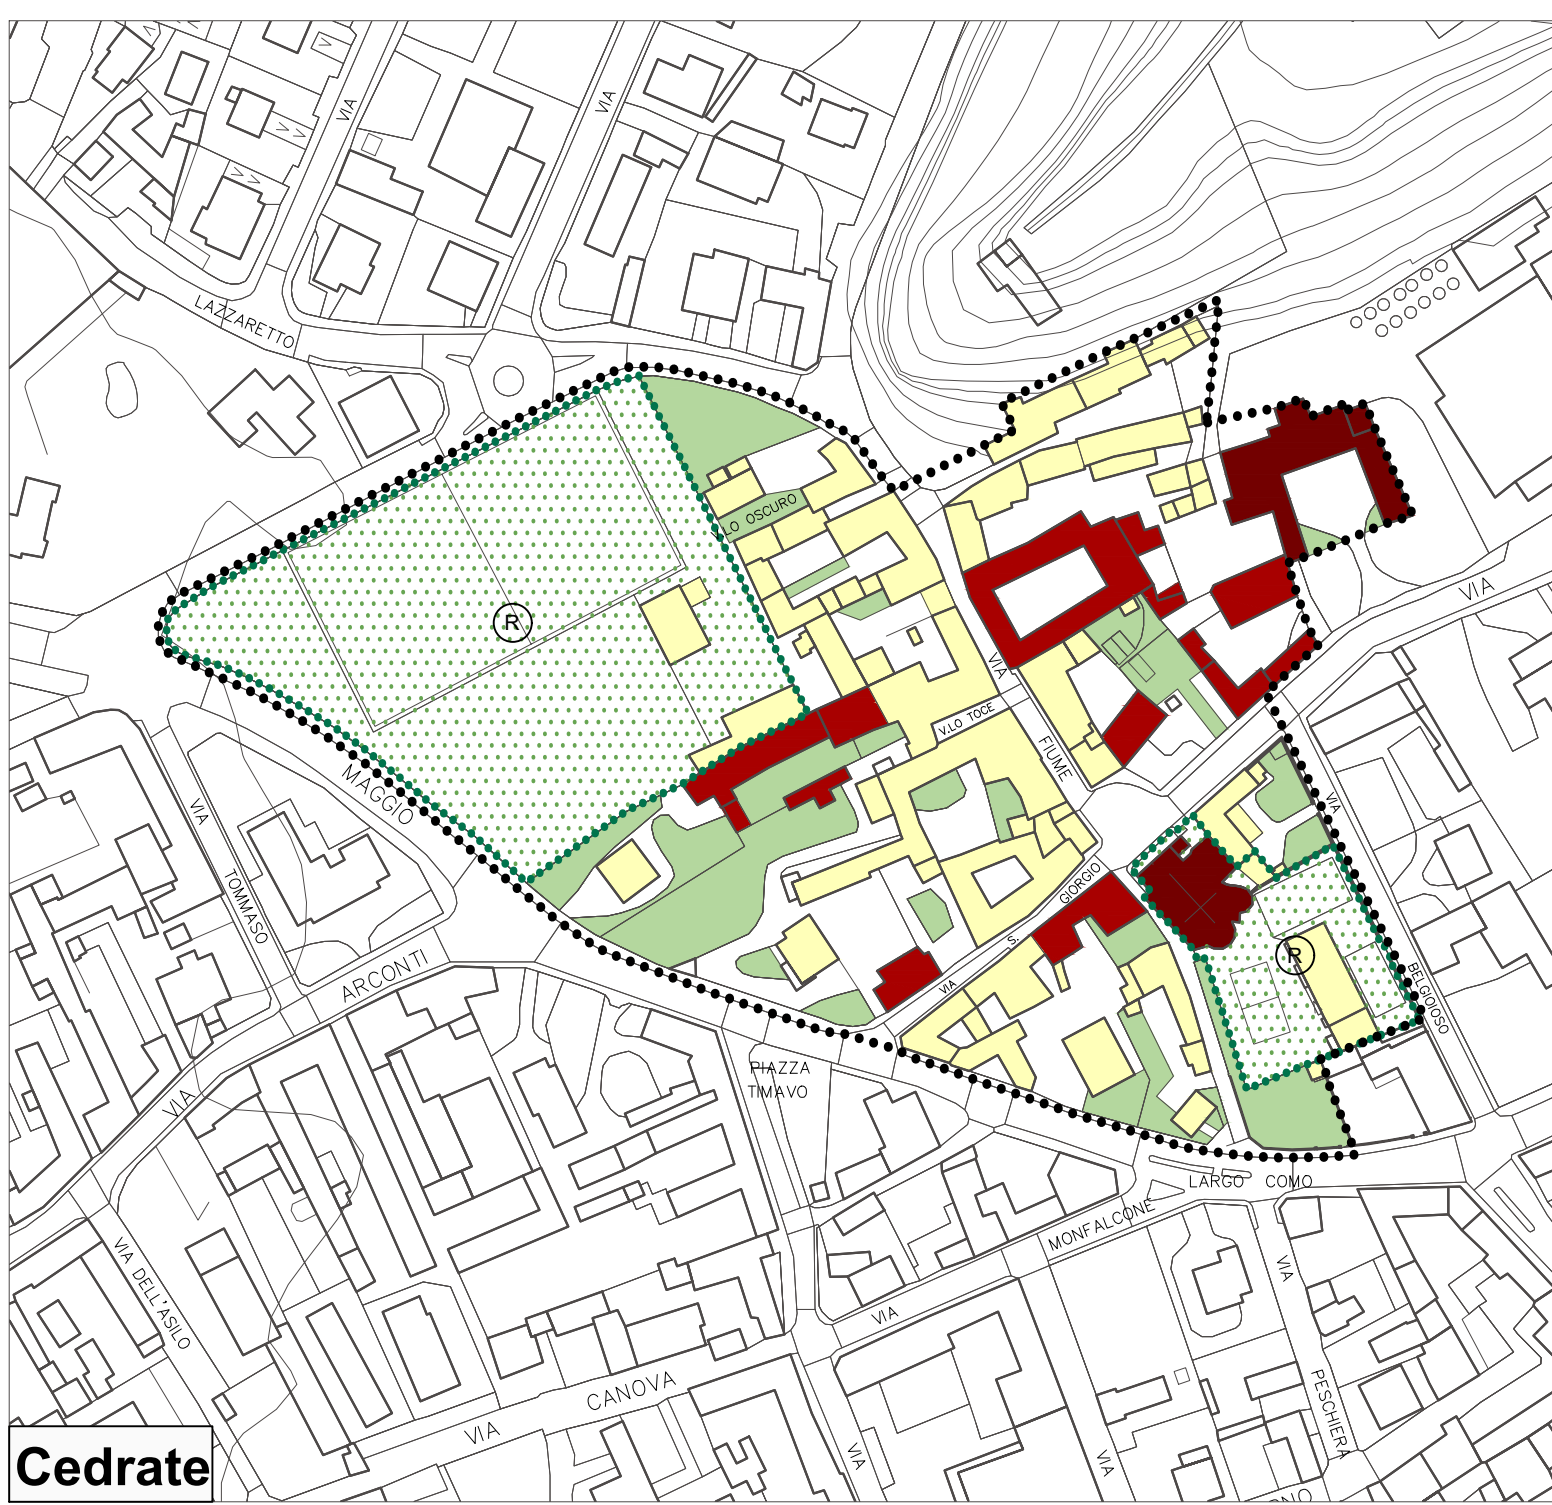 VIA
VIA
LAZZARETTO
LO OSCURO
VIA
R
VIA
V.LO TOCE
FIUME
MAGGIO
VIA
VIA
TOMMASO
GIORGIO
S.
VIA
R
BELGIOIOSO
ARCONTI
VIA
PIAZZA
TIMAVO
LARGO COMO
MONFALCONE
VIA
VIA DELL'ASILO
VIA
CANOVA
VIA
PESCHIERA
VIA
VIA
Cedrate